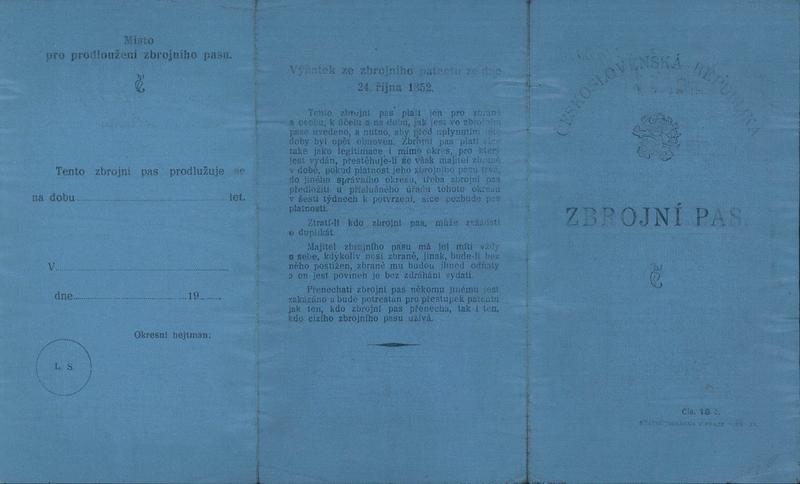 Místo
pro prodloužení zbrojního pasu.
Tento zbrojní pas prodlužuje se
na dobu let.
V
dne 19
Okresní hejtman:
L. S.
Výňatek ze zbrojního patentu ze dne
24. října 1852.
Tento zbrojní pas platí jen pro zbraně
a osobu, k účelu a na dobu, jak jest ve zbrojním
pase uvedeno, a nutno, aby před uplynutím této
doby byl opět obnoven. Zbrojní pas platí sice
také jako legitimace i mimo okres, pro který
jest vydán, přestěhuje-li se však majitel zbraně
v době, pokud platnost jeho zbrojního pasu trvá,
do jiného správního okresu, třeba zbrojní pas
předložiti u příslušného úřadu tohoto okresu
v šesti týdnech k potvrzení, sice pozbude pas
platnosti.
Ztratí-li kdo zbrojní pas, může zažádati
o duplikát.
Majitel zbrojního pasu má jej míti vždy
u sebe, kdykoliv nosí zbraně, jinak, bude-li bez
něho postižen, zbraně mu budou ihned odňaty
a on jest povinen je bez zdráhání vydati.
Přenechati zbrojní pas někomu jinému jest
zakázáno a bude potrestán pro přestupek patentu
jak ten, kdo zbrojní pas přenechá, tak i ten,
kdo cizího zbrojního pasu užívá.
ČESKOSLOVENSKÁ REPUBLIKA
ZBROJNÍ PAS
Čís. 18 č.
STÁTNÍ TISKÁRNA V PRAZE